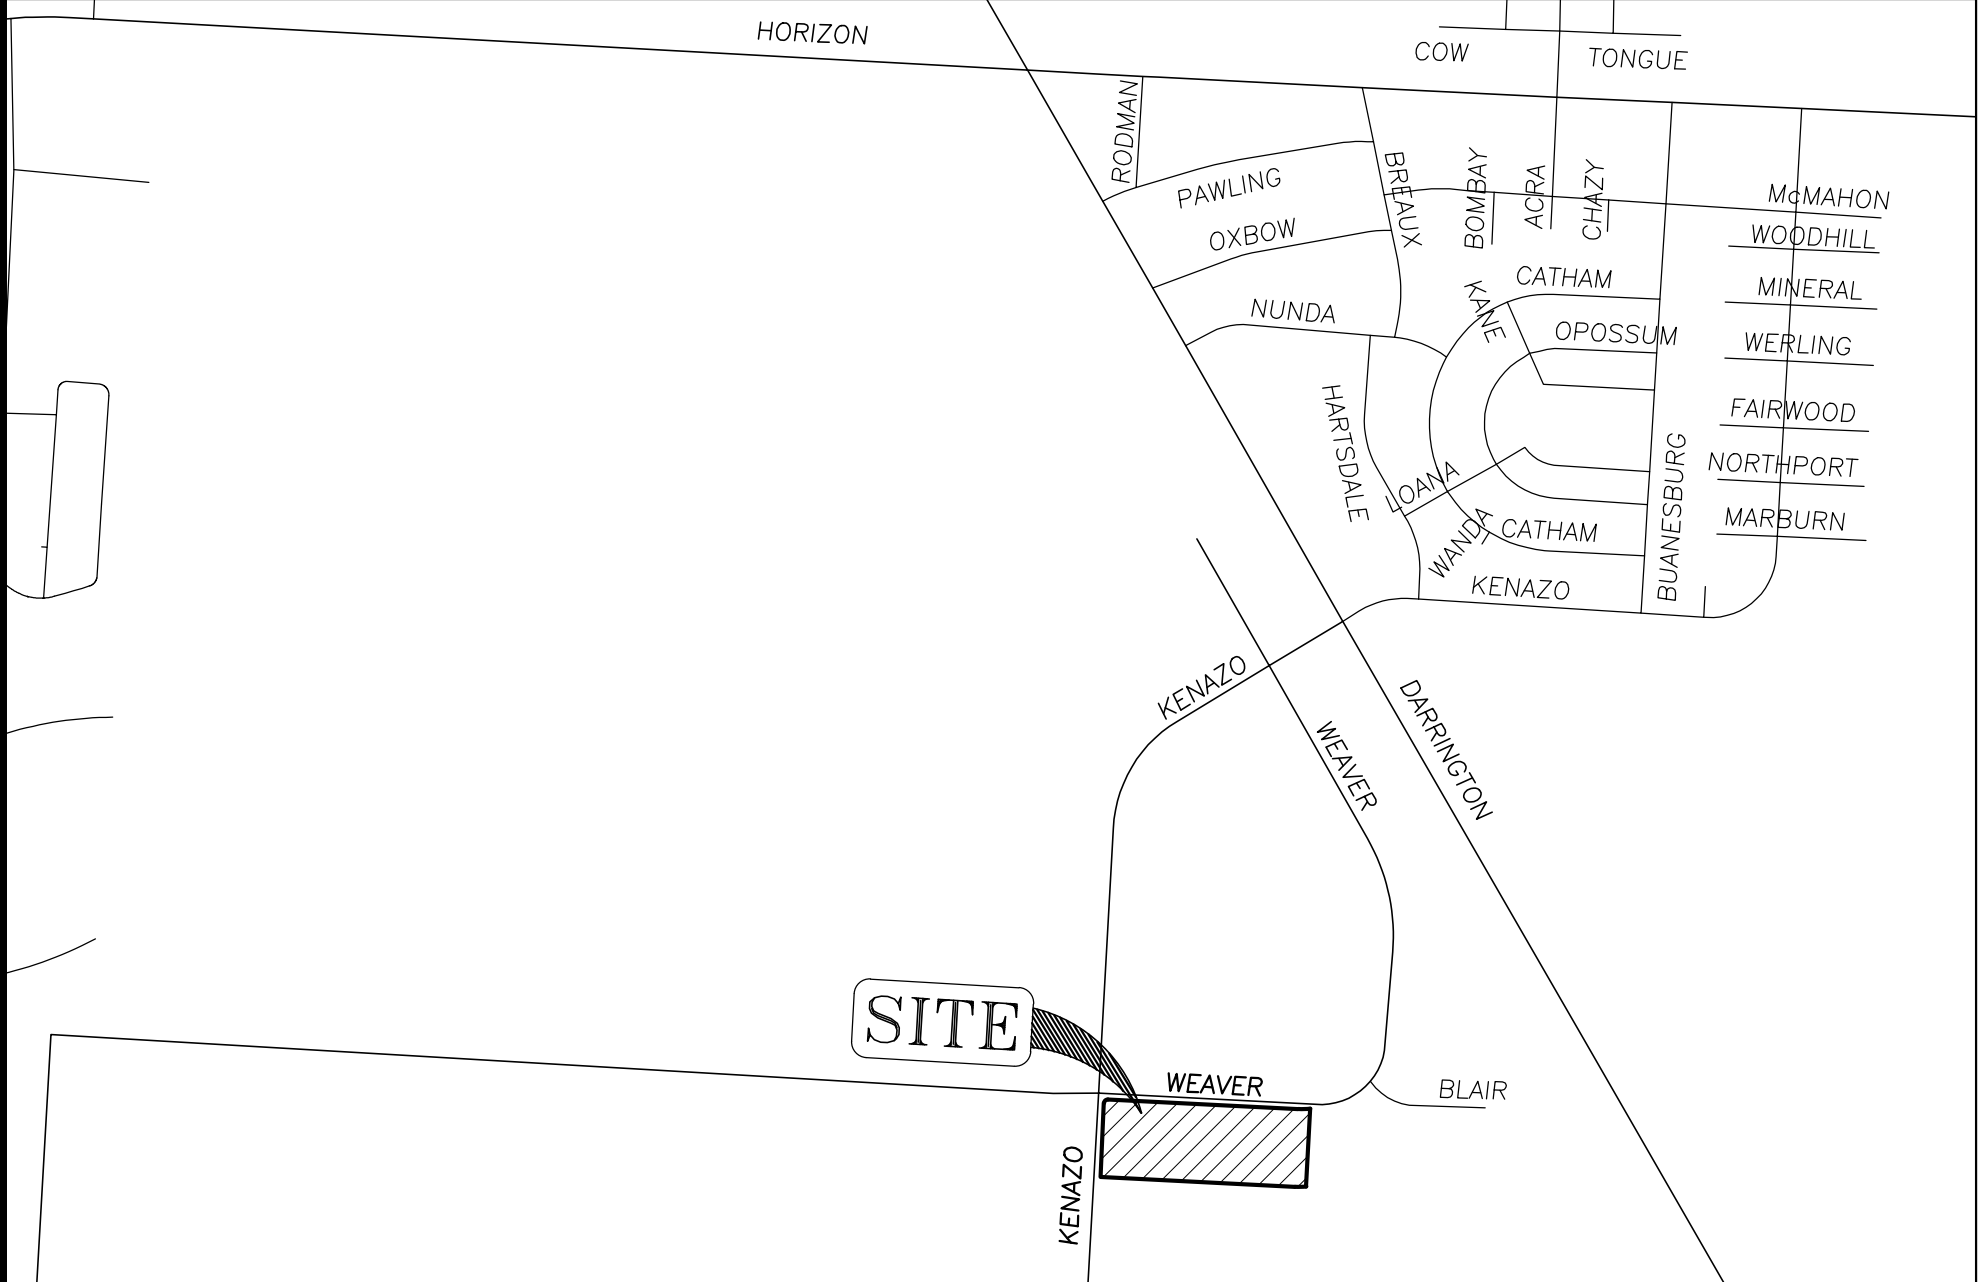 HORIZON
COW
TONGUE
RODMAN
PAWLING
BREAUX
BOMBAY
ACRA
CHAZY
McMAHON
OXBOW
WOODHILL
CATHAM
KANE
MINERAL
NUNDA
OPOSSUM
WERLING
HARTSDALE
FAIRWOOD
LOANA
BUANESBURG
NORTHPORT
WANDA
CATHAM
MARBURN
KENAZO
KENAZO
WEAVER
DARRINGTON
SITE
WEAVER
BLAIR
KENAZO